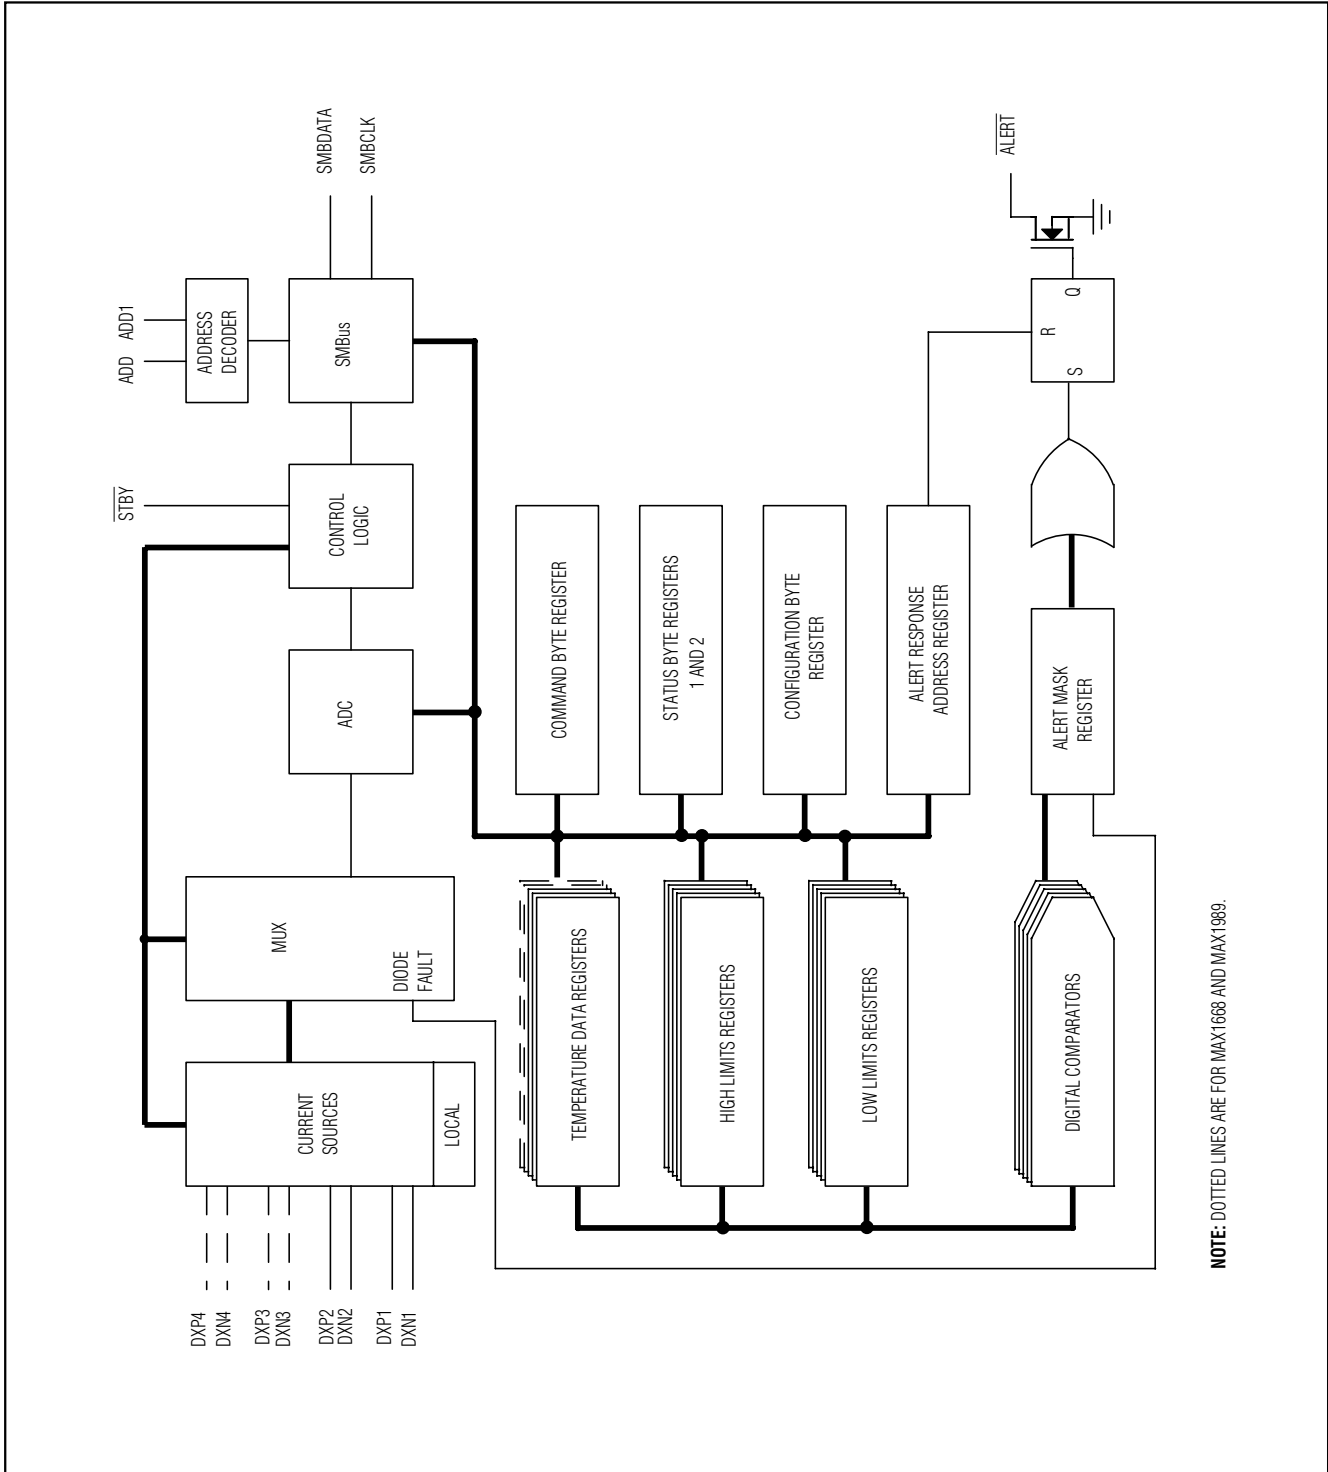 DXP4
DXN4
DXP3
DXN3
DXP2
DXN2
DXP1
DXN1
CURRENT
SOURCES
LOCAL
MUX
DIODE
FAULT
ADC
STBY
CONTROL
LOGIC
ADD
ADD1
ADDRESS
DECODER
SMBus
SMBDATA
SMBCLK
TEMPERATURE DATA REGISTERS
HIGH LIMITS REGISTERS
LOW LIMITS REGISTERS
DIGITAL COMPARATORS
COMMAND BYTE REGISTER
STATUS BYTE REGISTERS
1 AND 2
CONFIGURATION BYTE
REGISTER
ALERT RESPONSE
ADDRESS REGISTER
ALERT MASK
REGISTER
S
R
Q
ALERT
NOTE: DOTTED LINES ARE FOR MAX1668 AND MAX1989.